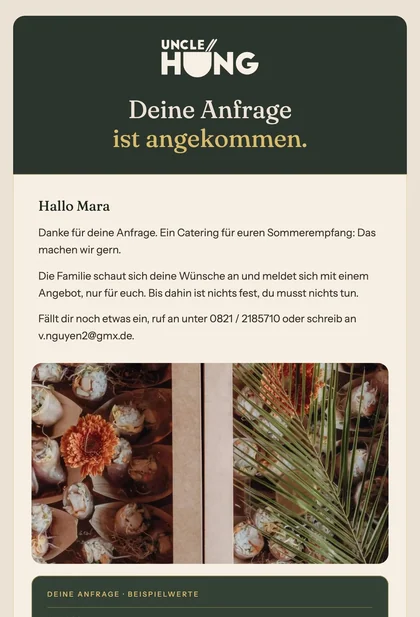 UNCLE
HUNG
Deine Anfrage
ist angekommen.
Hallo Mara
Danke für deine Anfrage. Ein Catering für euren Sommerempfang: Das
machen wir gern.
Die Familie schaut sich deine Wünsche an und meldet sich mit einem
Angebot, nur für euch. Bis dahin ist nichts fest, du musst nichts tun.
Fällt dir noch etwas ein, ruf an unter 0821 / 2185710 oder schreib an
v.nguyen2@gmx.de.
DEINE ANFRAGE · BEISPIELWERTE